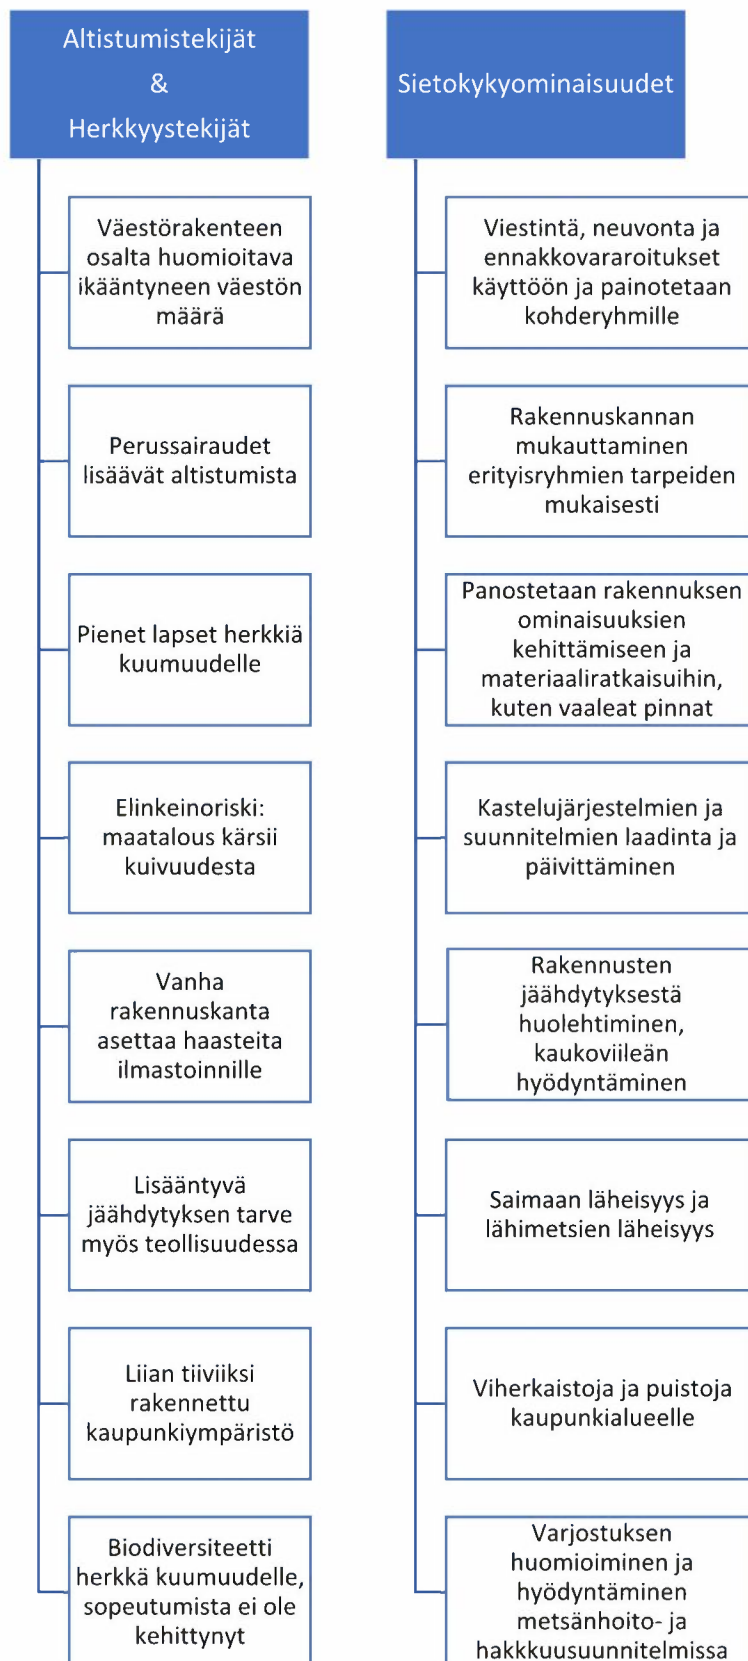 Altistumistekijät
&
Herkkyystekijät
Väestörakenteen
osalta huomioitava
ikääntyneen väestön
määrä
Perussairaudet
lisäävät altistumista
Pienet lapset herkkiä
kuumuudelle
Elinkeinoriski:
maatalous kärsii
kuivuudesta
Vanha
rakennuskanta
asettaa haasteita
ilmastoinnille
Lisääntyvä
jäähdytyksen tarve
myös teollisuudessa
Liian tiiviiksi
rakennettu
kaupunkiympäristö
Biodiversiteetti
herkkä kuumuudelle,
sopeutumista ei ole
kehittynyt
Sietokykyominaisuudet
Viestintä, neuvonta ja
ennakkovararoitukset
käyttöön ja painotetaan
kohderyhmille
Rakennuskannan
mukauttaminen
erityisryhmien tarpeiden
mukaisesti
Panostetaan rakennuksen
ominaisuuksien
kehittämiseen ja
materiaaliratkaisuihin,
kuten vaaleat pinnat
Kastelujärjestelmien ja
suunnitelmien laadinta ja
päivittäminen
Rakennusten
jäähdytyksestä
huolehtiminen,
kaukoviileän
hyödyntäminen
Saimaan läheisyys ja
lähimetsien läheisyys
Viherkaistoja ja puistoja
kaupunkialueelle
Varjostuksen
huomioiminen ja
hyödyntäminen
metsänhoito- ja
hakkkuusuunnitelmissa